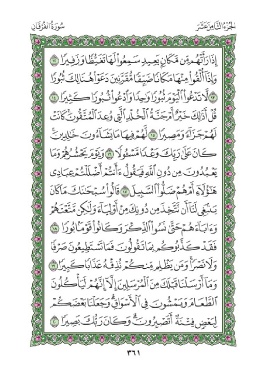 الجزء الثامن عشر
سورة الفرقان
إِذَا رَأَتْهُم مِّن مَّكَانٍۭ بَعِيدٍ سَمِعُوا۟ لَهَا تَغَيُّظًا وَزَفِيرًا ١٢
وَإِذَآ أُلْقُوا۟ مِنْهَا مَكَانًا ضَيِّقًا مُّقَرَّنِينَ دَعَوْا۟ هُنَالِكَ ثُبُورًا ١٣
لَّا تَدْعُوا۟ ٱلْيَوْمَ ثُبُورًا وَٰحِدًا وَٱدْعُوا۟ ثُبُورًا كَثِيرًا ١٤
قُلْ أَذَٰلِكَ خَيْرٌ أَمْ جَنَّةُ ٱلْخُلْدِ ٱلَّتِى وُعِدَ ٱلْمُتَّقُونَ كَانَتْ
لَهُمْ جَزَآءً وَمَصِيرًا ١٥ لَّهُمْ فِيهَا مَا يَشَآءُونَ خَٰلِدِينَ
كَانَ عَلَىٰ رَبِّكَ وَعْدًا مَّسْـُٔولًا ١٦ وَيَوْمَ يَحْشُرُهُمْ وَمَا
يَعْبُدُونَ مِن دُونِ ٱللَّهِ فَيَقُولُ ءَأَنتُمْ أَضْلَلْتُمْ عِبَادِى
هَٰٓؤُلَآءِ أَمْ هُمْ ضَلُّوا۟ ٱلسَّبِيلَ ١٧ قَالُوا۟ سُبْحَٰنَكَ مَا كَانَ
يَنۢبَغِى لَنَآ أَن نَّتَّخِذَ مِن دُونِكَ مِنْ أَوْلِيَآءَ وَلَٰكِن مَّتَّعْتَهُمْ
وَءَابَآءَهُمْ حَتَّىٰ نَسُوا۟ ٱلذِّكْرَ وَكَانُوا۟ قَوْمًۢا بُورًا ١٨
فَقَدْ كَذَّبُوكُم بِمَا تَقُولُونَ فَمَا تَسْتَطِيعُونَ صَرْفًا
وَلَا نَصْرًا وَمَن يَظْلِم مِّنكُمْ نُذِقْهُ عَذَابًا كَبِيرًا ١٩
وَمَآ أَرْسَلْنَا قَبْلَكَ مِنَ ٱلْمُرْسَلِينَ إِلَّآ إِنَّهُمْ لَيَأْكُلُونَ
ٱلطَّعَامَ وَيَمْشُونَ فِى ٱلْأَسْوَاقِ وَجَعَلْنَا بَعْضَكُمْ
لِبَعْضٍ فِتْنَةً أَتَصْبِرُونَ وَكَانَ رَبُّكَ بَصِيرًا ٢٠
٣٦١